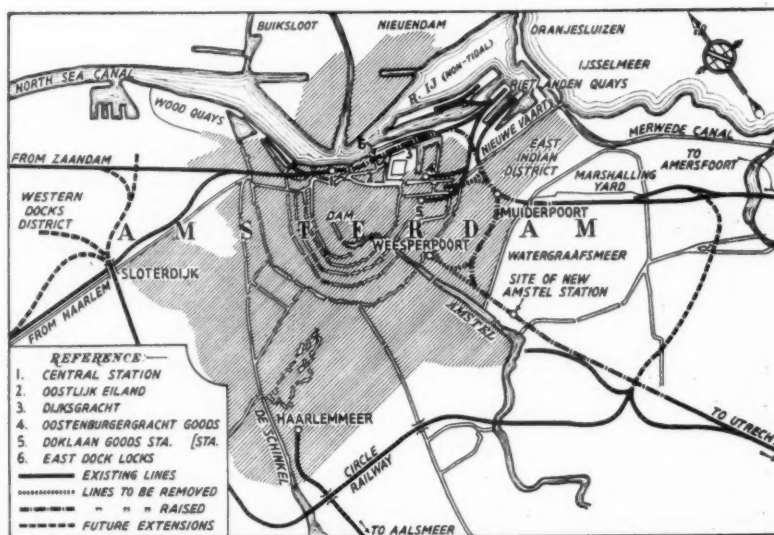 BUIKSLOOT
NIEUENDAM
ORANJESLUIZEN
IJSSELMEER
NORTH SEA CANAL
R. IJ (NON-TIDAL)
RIETLANDEN QUAYS
WOOD QUAYS
NIEUWE VAART
MERWEDE CANAL
FROM ZAANDAM
EAST
INDIAN
DISTRICT
TO
AMERSFOORT
MARSHALLING
YARD
WESTERN
DOCKS
DISTRICT
DAM
MUIDERPOORT
AMSTERDAM
WEESPERPOORT
WATERGRAAFSMEER
SLOTERDIJK
SITE OF NEW
AMSTEL STATION
FROM HAARLEM
AMSTEL
REFERENCE:—
1. CENTRAL STATION
2. OOSTLIJK EILAND
3. DIJKSGRACHT
4. OOSTENBURGERGRACHT GOODS
5. DOKLAAN GOODS STA. [STA.
6. EAST DOCK LOCKS
EXISTING LINES
LINES TO BE REMOVED
" " " RAISED
FUTURE EXTENSIONS
HAARLEMMEER
DE SCHINKEL
CIRCLE
RAILWAY
TO UTRECHT
TO AALSMEER